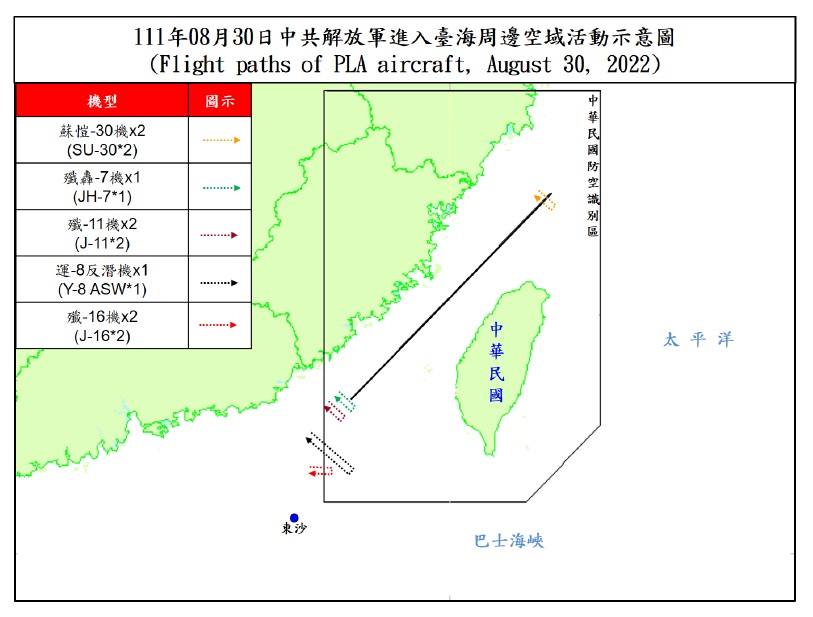 111年08月30日中共解放軍進入臺海周邊空域活動示意圖
(Flight paths of PLA aircraft, August 30, 2022)
機型 圖示
蘇愷-30機x2
(SU-30*2)
殲轟-7機x1
(JH-7*1)
殲-11機x2
(J-11*2)
運-8反潛機x1
(Y-8 ASW*1)
殲-16機x2
(J-16*2)
中華民國防空識別區
中華民國
太平洋
東沙
巴士海峽